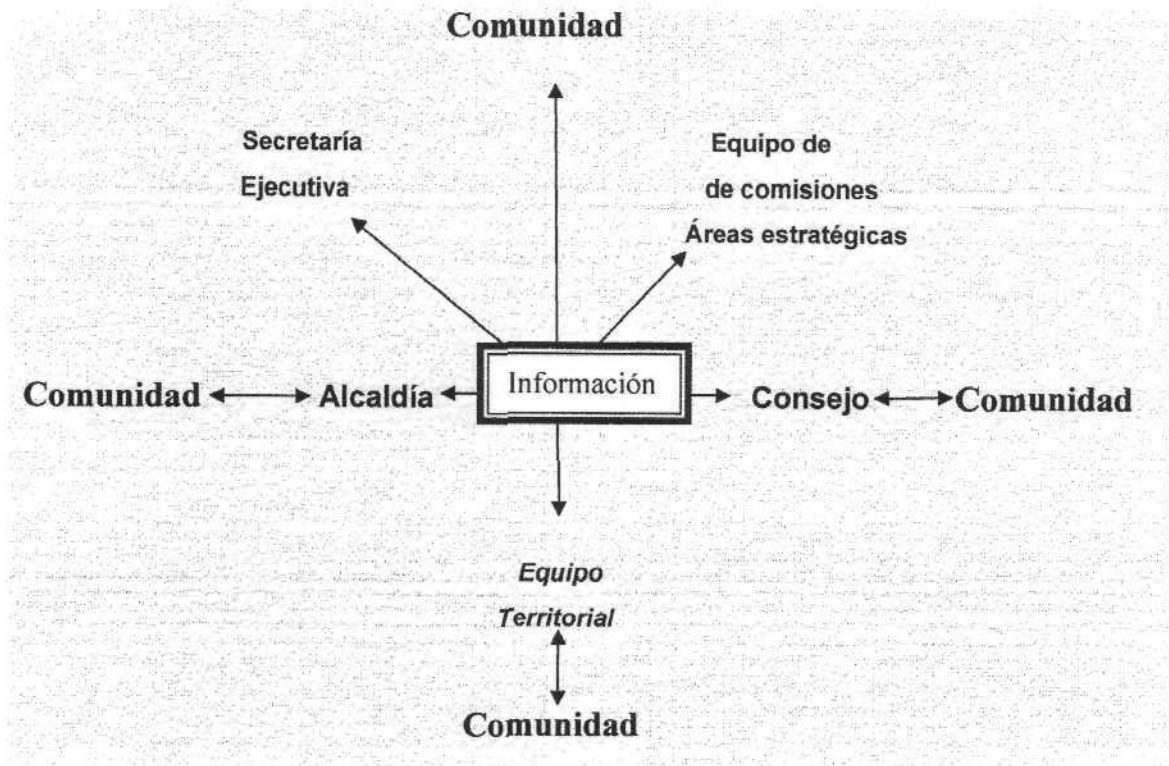 Comunidad
Secretaría
Ejecutiva
Equipo de
de comisiones
Áreas estratégicas
Comunidad
Alcaldía
Información
Consejo
Comunidad
Equipo
Territorial
Comunidad